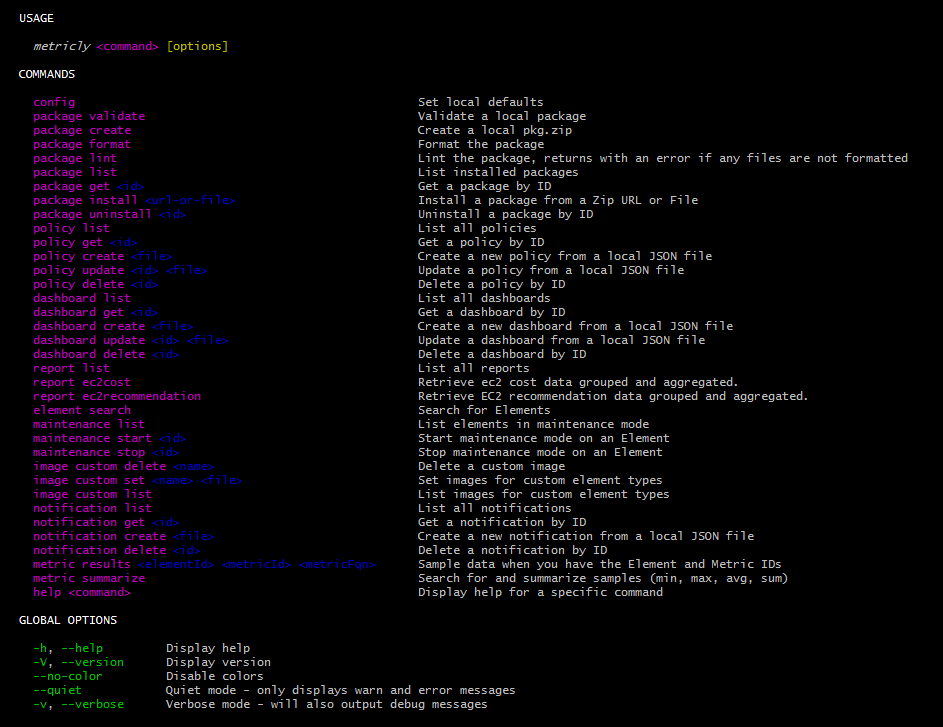 USAGE
metricly <command> [options]
COMMANDS
config Set local defaults
package validate Validate a local package
package create Create a local pkg.zip
package format Format the package
package lint Lint the package, returns with an error if any files are not formatted
package list List installed packages
package get <id> Get a package by ID
package install <url-or-file> Install a package from a Zip URL or File
package uninstall <id> Uninstall a package by ID
policy list List all policies
policy get <id> Get a policy by ID
policy create <file> Create a new policy from a local JSON file
policy update <id> <file> Update a policy from a local JSON file
policy delete <id> Delete a policy by ID
dashboard list List all dashboards
dashboard get <id> Get a dashboard by ID
dashboard create <file> Create a new dashboard from a local JSON file
dashboard update <id> <file> Update a dashboard from a local JSON file
dashboard delete <id> Delete a dashboard by ID
report list List all reports
report ec2cost Retrieve ec2 cost data grouped and aggregated.
report ec2recommendation Retrieve EC2 recommendation data grouped and aggregated.
element search Search for Elements
maintenance list List elements in maintenance mode
maintenance start <id> Start maintenance mode on an Element
maintenance stop <id> Stop maintenance mode on an Element
image custom delete <name> Delete a custom image
image custom set <name> <file> Set images for custom element types
image custom list List images for custom element types
notification list List all notifications
notification get <id> Get a notification by ID
notification create <file> Create a new notification from a local JSON file
notification delete <id> Delete a notification by ID
metric results <elementId> <metricId> <metricFqn> Sample data when you have the Element and Metric IDs
metric summarize Search for and summarize samples (min, max, avg, sum)
help <command> Display help for a specific command
GLOBAL OPTIONS
-h, --help Display help
-V, --version Display version
--no-color Disable colors
--quiet Quiet mode - only displays warn and error messages
-v, --verbose Verbose mode - will also output debug messages